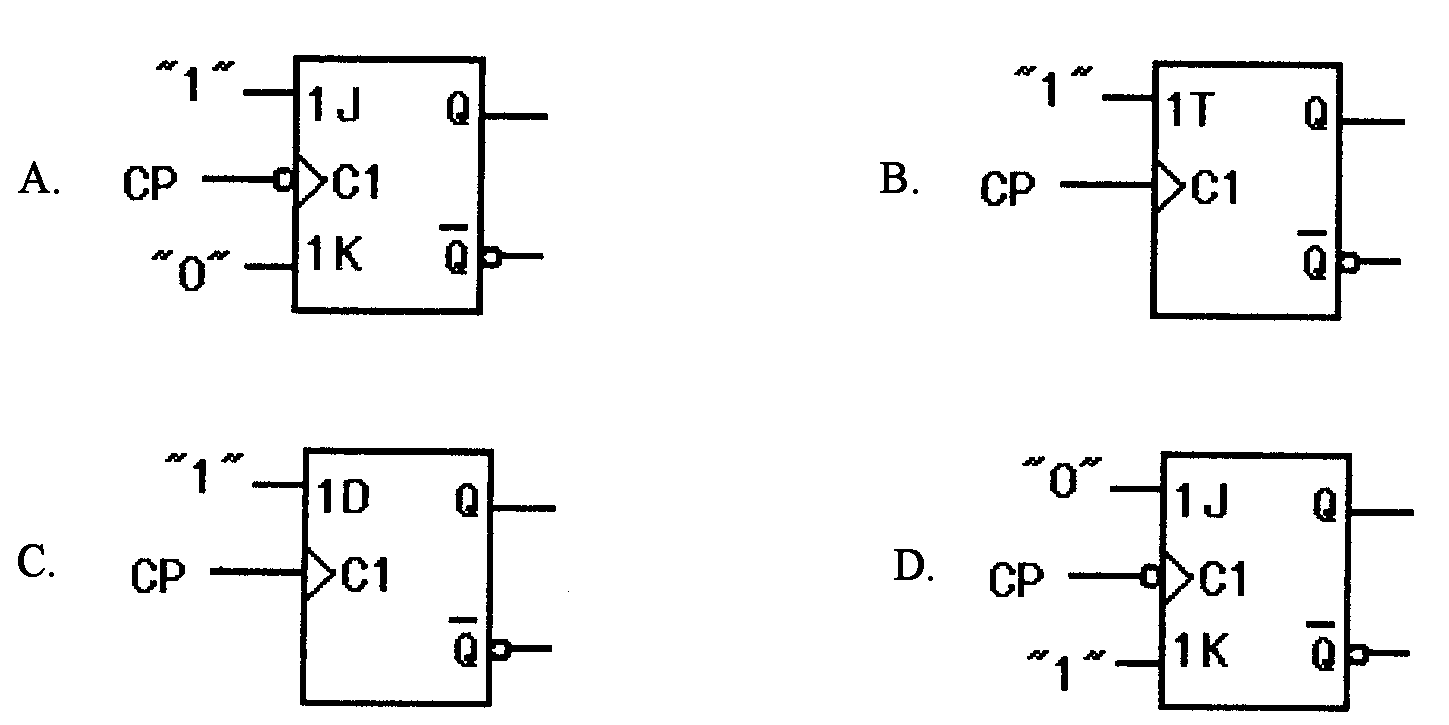 A.
"1"
1J Q
CP C1
"0" 1K Q̅
B.
"1"
1T Q
CP C1
Q̅
C.
"1"
1D Q
CP C1
Q̅
D.
"0"
1J Q
CP C1
"1" 1K Q̅